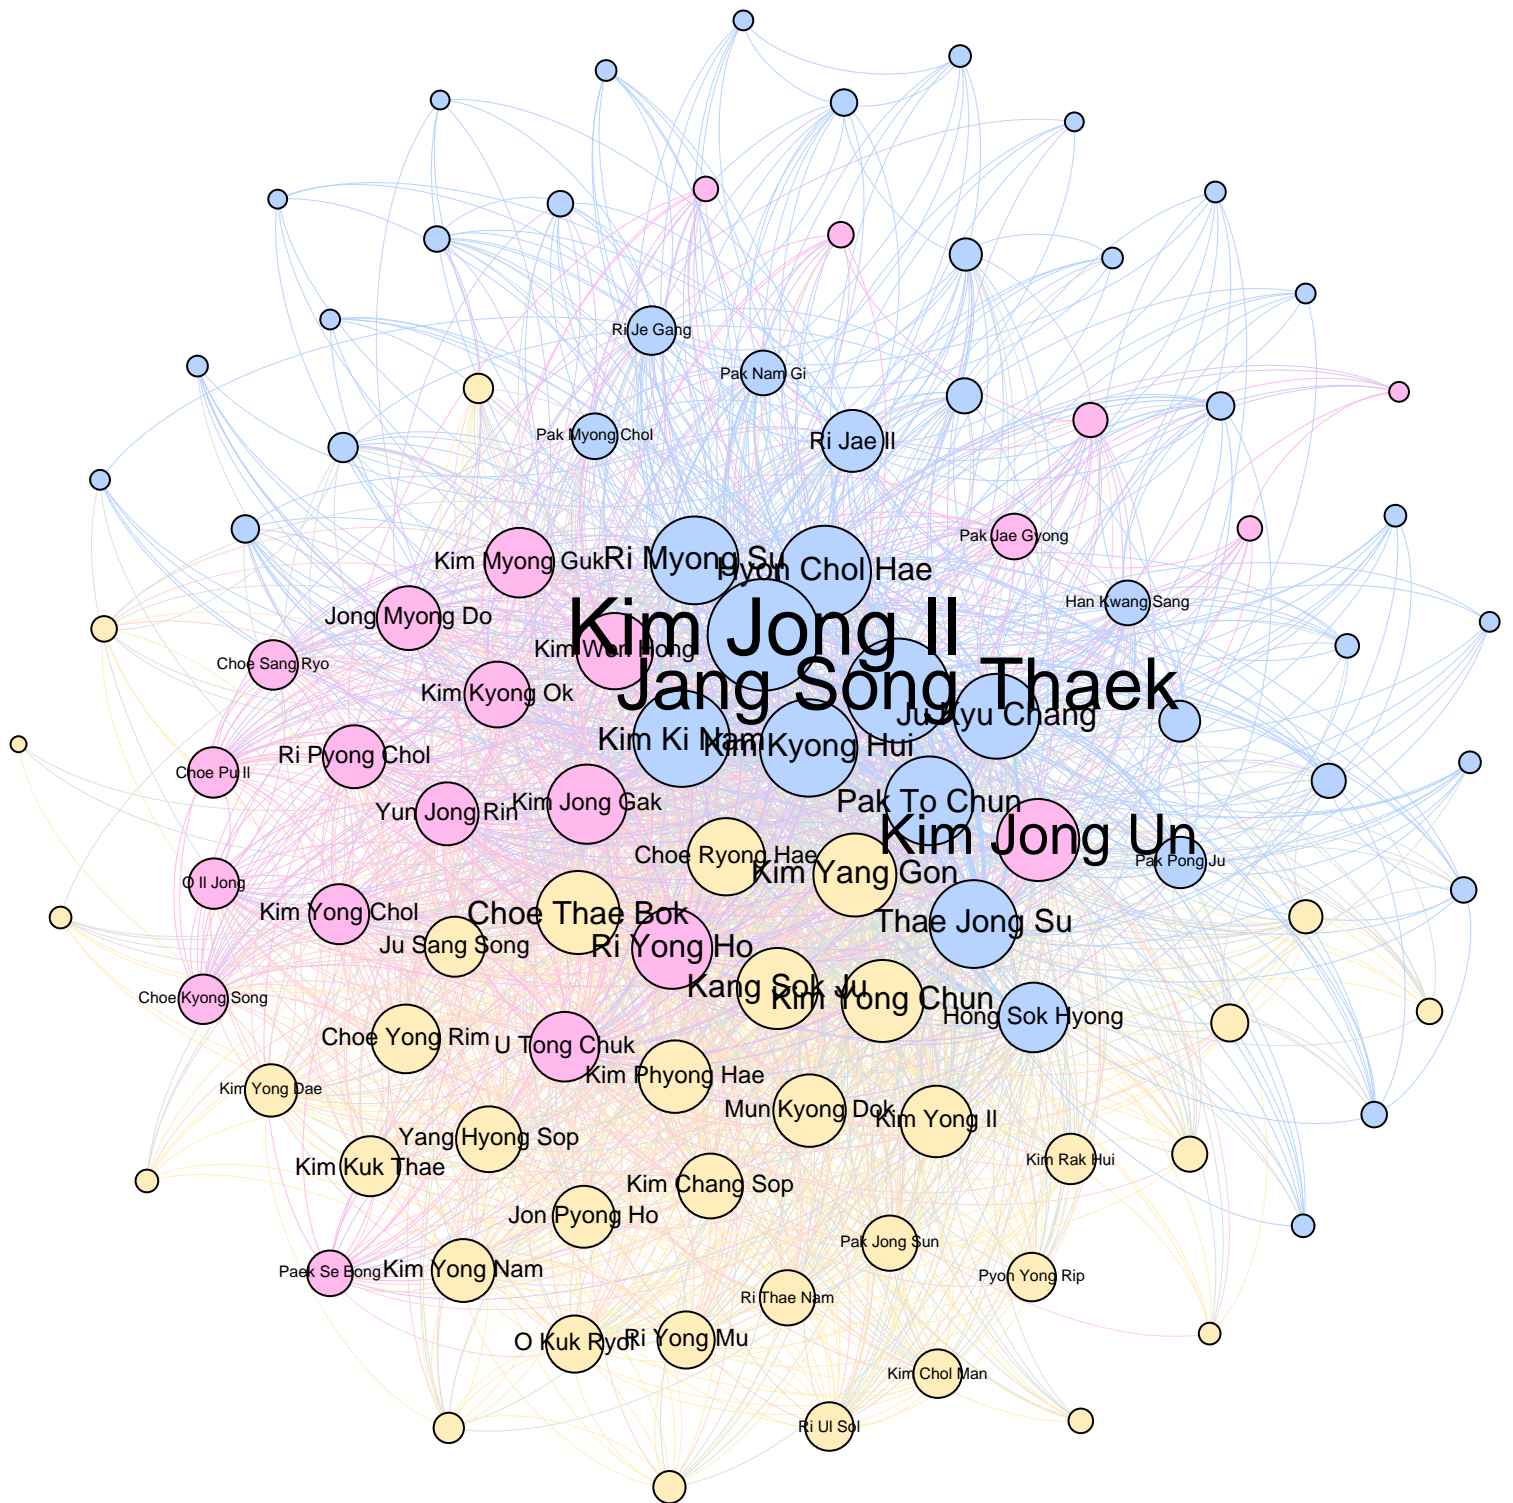 Ri Je Gang
Pak Nam Gi
Pak Myong Chol
Ri Jae Il
Pak Jae Gyong
Kim Myong Guk
Ri Myong Su
Hyon Chol Hae
Han Kwang Sang
Jong Myong Do
Kim Jong Il
Kim Won Hong
Choe Sang Ryo
Kim Kyong Ok
Jang Song Thaek
Ju Kyu Chang
Kim Ki Nam
Kim Kyong Hui
Ri Pyong Chol
Choe Pu Il
Yun Jong Rin
Kim Jong Gak
Pak To Chun
Kim Jong Un
Choe Ryong Hae
Kim Yang Gon
Pak Pong Ju
O Il Jong
Kim Yong Chol
Choe Thae Bok
Thae Jong Su
Ju Sang Song
Ri Yong Ho
Kang Sok Ju
Kim Yong Chun
Choe Kyong Song
Hong Sok Hyong
Choe Yong Rim
U Tong Chuk
Kim Phyong Hae
Kim Yong Dae
Mun Kyong Dok
Kim Yong Il
Yang Hyong Sop
Kim Kuk Thae
Kim Rak Hui
Kim Chang Sop
Jon Pyong Ho
Pak Jong Sun
Paek Se Bong
Kim Yong Nam
Pyon Yong Rip
Ri Thae Nam
O Kuk Ryol
Ri Yong Mu
Kim Chol Man
Ri Ul Sol